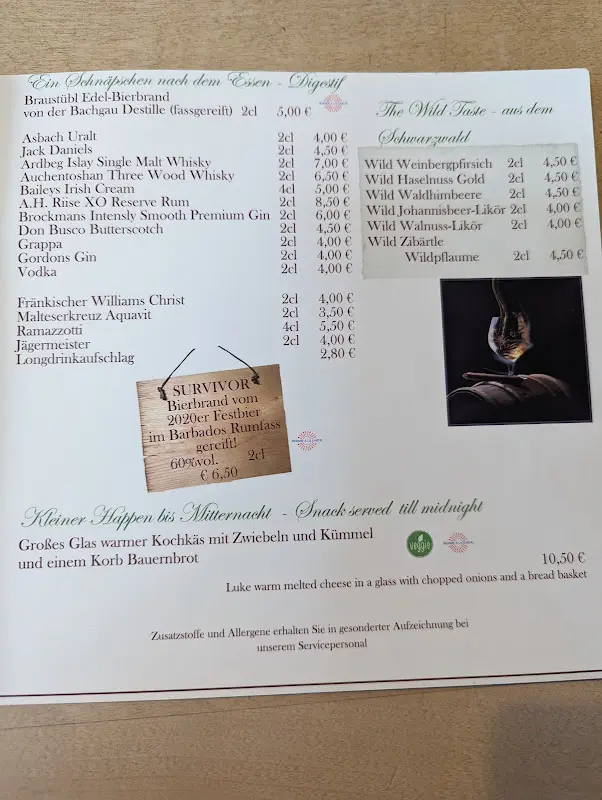 Ein Schnäpschen nach dem Essen - Digestif
Braustübl Edel-Bierbrand
von der Bachgau Destille (fassgereift) 2cl 5,00 €
Asbach Uralt 2cl 4,00 €
Jack Daniels 2cl 4,50 €
Ardbeg Islay Single Malt Whisky 2cl 7,00 €
Auchentoshan Three Wood Whisky 2cl 6,50 €
Baileys Irish Cream 4cl 5,00 €
A.H. Riise XO Reserve Rum 2cl 8,50 €
Brockmans Intensly Smooth Premium Gin 2cl 6,00 €
Don Busco Butterscotch 2cl 4,50 €
Grappa 2cl 4,00 €
Gordons Gin 2cl 4,00 €
Vodka 2cl 4,00 €
Fränkischer Williams Christ 2cl 4,00 €
Malteserkreuz Aquavit 2cl 3,50 €
Ramazzotti 4cl 5,50 €
Jägermeister 2cl 4,00 €
Longdrinkaufschlag 2,80 €
The Wild Taste - aus dem
Schwarzwald
Wild Weinbergpfirsich 2cl 4,50 €
Wild Haselnuss Gold 2cl 4,50 €
Wild Waldhimbeere 2cl 4,50 €
Wild Johannisbeer-Likör 2cl 4,00 €
Wild Walnuss-Likör 2cl 4,00 €
Wild Zibärtle
Wildpflaume 2cl 4,50 €
SURVIVOR
Bierbrand vom
2020er Festbier
im Barbados Rumfass
gereift!
60%vol. 2cl
€ 6,50
Kleiner Happen bis Mitternacht - Snack served till midnight
Großes Glas warmer Kochkäs mit Zwiebeln und Kümmel
und einem Korb Bauernbrot
veggie
10,50 €
Luke warm melted cheese in a glass with chopped onions and a bread basket
Zusatzstoffe und Allergene erhalten Sie in gesonderter Aufzeichnung bei
unserem Servicepersonal